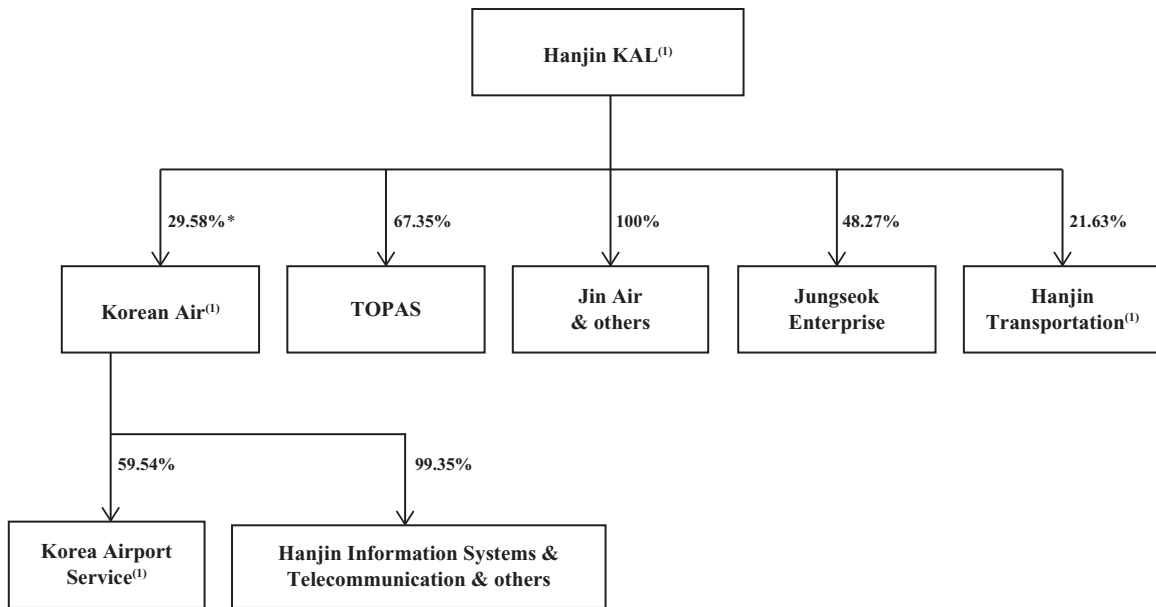 Hanjin KAL(1)
29.58%*
67.35%
100%
48.27%
21.63%
Korean Air(1)
TOPAS
Jin Air
& others
Jungseok
Enterprise
Hanjin
Transportation(1)
59.54%
99.35%
Korea Airport
Service(1)
Hanjin Information Systems &
Telecommunication & others